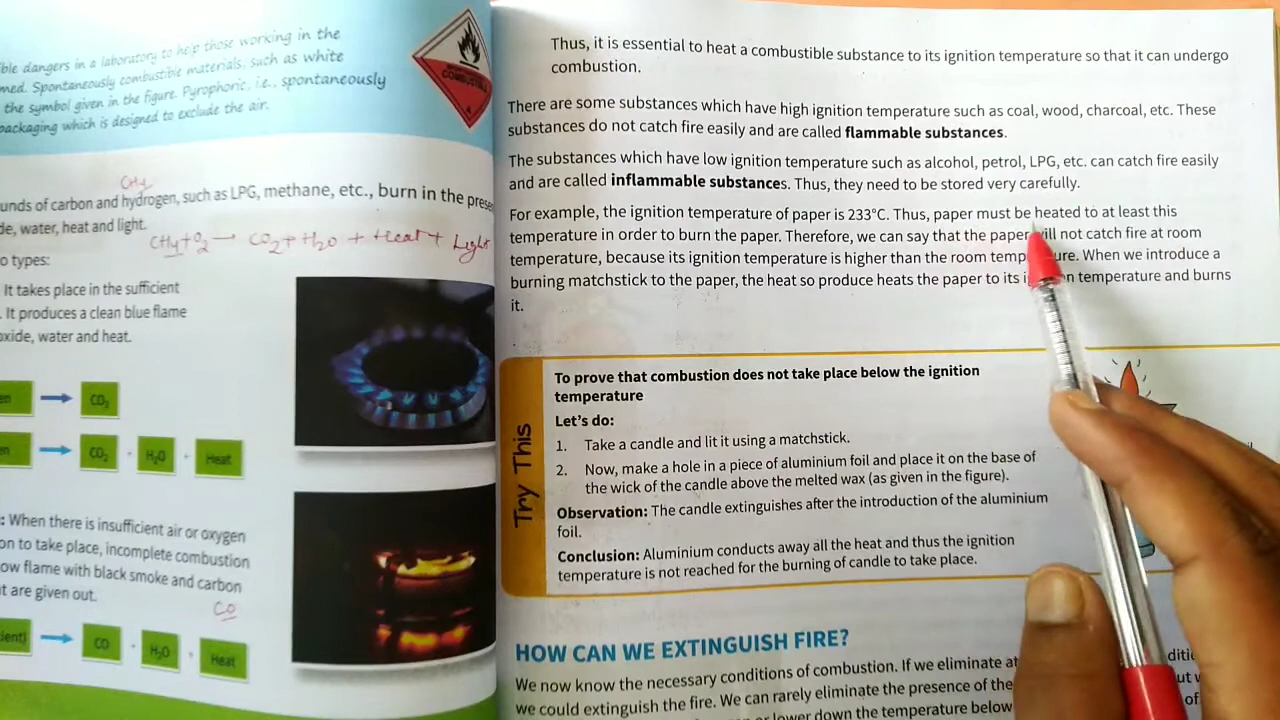 ble dangers in a laboratory to help those working in the
med. Spontaneously combustible materials, such as white
the symbol given in the figure. Pyrophoric, i.e., spontaneously
packaging which is designed to exclude the air.
COMBUSTIBLE
4
CH4
unds of carbon and hydrogen, such as LPG, methane, etc., burn in the prese
de, water, heat and light.
CH4+O2 → CO2+H2O + Heat + Light
o types:
It takes place in the sufficient
. It produces a clean blue flame
oxide, water and heat.
en → CO2
en → CO2 + H2O + Heat
: When there is insufficient air or oxygen
on to take place, incomplete combustion
ow flame with black smoke and carbon
t are given out.
CO
cient) → CO + H2O + Heat
Thus, it is essential to heat a combustible substance to its ignition temperature so that it can undergo
combustion.
There are some substances which have high ignition temperature such as coal, wood, charcoal, etc. These
substances do not catch fire easily and are called flammable substances.
The substances which have low ignition temperature such as alcohol, petrol, LPG, etc. can catch fire easily
and are called inflammable substances. Thus, they need to be stored very carefully.
For example, the ignition temperature of paper is 233°C. Thus, paper must be heated to at least this
temperature in order to burn the paper. Therefore, we can say that the paper will not catch fire at room
temperature, because its ignition temperature is higher than the room temp ure. When we introduce a
burning matchstick to the paper, the heat so produce heats the paper to its i n temperature and burns
it.
Try This
To prove that combustion does not take place below the ignition
temperature
Let's do:
1. Take a candle and lit it using a matchstick.
2. Now, make a hole in a piece of aluminium foil and place it on the base of
the wick of the candle above the melted wax (as given in the figure).
Observation: The candle extinguishes after the introduction of the aluminium
foil.
Conclusion: Aluminium conducts away all the heat and thus the ignition
temperature is not reached for the burning of candle to take place.
HOW CAN WE EXTINGUISH FIRE?
We now know the necessary conditions of combustion. If we eliminate at ditio
we could extinguish the fire. We can rarely eliminate the presence of the ut w
or lower down the temperature below of